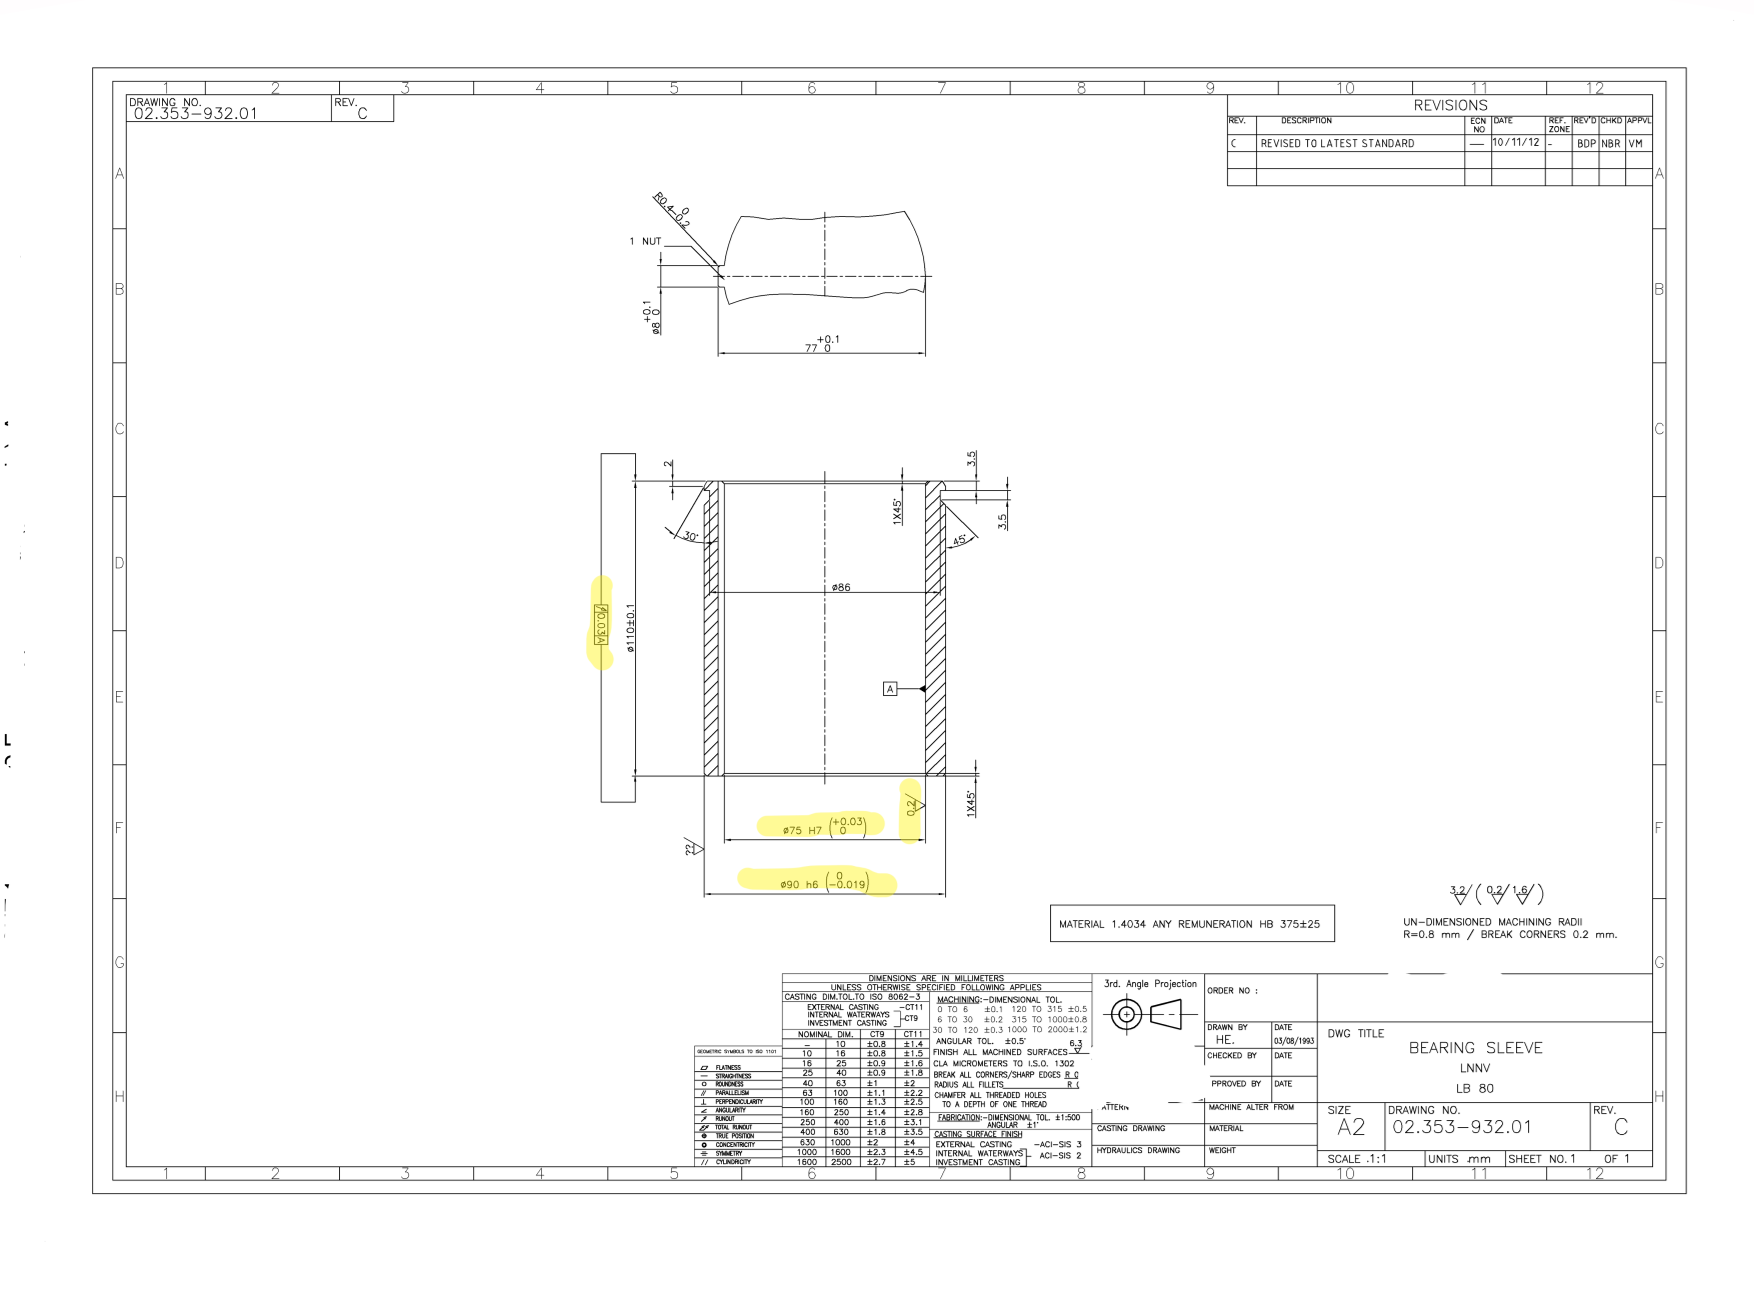 1 2 3 4 5 6 7 8 9 10 11 12
DRAWING NO.
02.353-932.01
REV.
C
REVISIONS
REV. DESCRIPTION ECN NO DATE REF. ZONE REV'D CHKD APPVL
C REVISED TO LATEST STANDARD — 10/11/12 - BDP NBR VM
A A
B B
C C
D D
E E
F F
G G
H H
R0.4 0 -0.2
1 NUT
ø8 +0.1 0
77 +0.1 0
2
3.5
1X45°
3.5
30°
45°
ø86
0.03 A
ø110±0.1
A
0.2
1X45°
ø75 H7 (+0.03 0)
ø90 h6 (0 -0.019)
3.2/ ( 0.2/ 1.6/ )
MATERIAL 1.4034 ANY REMUNERATION HB 375±25
UN-DIMENSIONED MACHINING RADII
R=0.8 mm / BREAK CORNERS 0.2 mm.
DIMENSIONS ARE IN MILLIMETERS
UNLESS OTHERWISE SPECIFIED FOLLOWING APPLIES
CASTING DIM.TOL.TO ISO 8062-3
EXTERNAL CASTING -CT11
INTERNAL WATERWAYS
INVESTMENT CASTING -CT9
NOMINAL DIM. CT9 CT11
- 10 ±0.8 ±1.4
10 16 ±0.8 ±1.5
16 25 ±0.9 ±1.6
25 40 ±0.9 ±1.8
40 63 ±1 ±2
63 100 ±1.1 ±2.2
100 160 ±1.3 ±2.5
160 250 ±1.4 ±2.8
250 400 ±1.6 ±3.1
400 630 ±1.8 ±3.5
630 1000 ±2 ±4
1000 1600 ±2.3 ±4.5
1600 2500 ±2.7 ±5
MACHINING:-DIMENSIONAL TOL.
0 TO 6 ±0.1 120 TO 315 ±0.5
6 TO 30 ±0.2 315 TO 1000±0.8
30 TO 120 ±0.3 1000 TO 2000±1.2
ANGULAR TOL. ±0.5°
FINISH ALL MACHINED SURFACES 6.3
CLA MICROMETERS TO I.S.O. 1302
BREAK ALL CORNERS/SHARP EDGES R
RADIUS ALL FILLETS R
CHAMFER ALL THREADED HOLES
TO A DEPTH OF ONE THREAD
FABRICATION:-DIMENSIONAL TOL. ±1:500
ANGULAR ±1°
CASTING SURFACE FINISH
EXTERNAL CASTING -ACI-SIS 3
INTERNAL WATERWAYS
INVESTMENT CASTING - ACI-SIS 2
GEOMETRIC SYMBOLS TO ISO 1101
FLATNESS
STRAIGHTNESS
ROUNDNESS
PARALLELISM
PERPENDICULARITY
ANGULARITY
RUNOUT
TOTAL RUNOUT
TRUE POSITION
CONCENTRICITY
SYMMETRY
CYLINDRICITY
3rd. Angle Projection
CASTING DRAWING
HYDRAULICS DRAWING
ORDER NO :
DRAWN BY DATE
HE. 03/08/1993
CHECKED BY DATE
PPROVED BY DATE
MACHINE ALTER FROM
MATERIAL
WEIGHT
DWG TITLE
BEARING SLEEVE
LNNV
LB 80
SIZE
A2
DRAWING NO.
02.353-932.01
REV.
C
SCALE .1:1 UNITS .mm SHEET NO. 1 OF 1
1 2 3 4 5 6 7 8 9 10 11 12